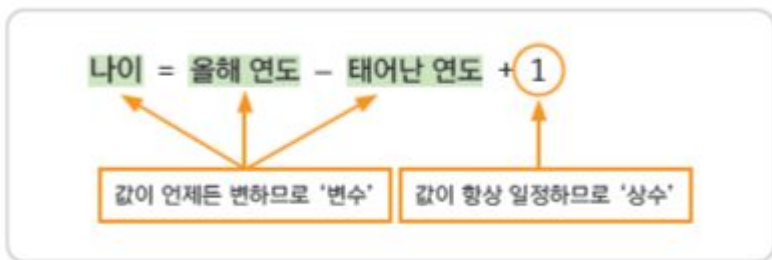 나이 = 올해 연도 – 태어난 연도 + 1
값이 언제든 변하므로 ‘변수’ 값이 항상 일정하므로 ‘상수’